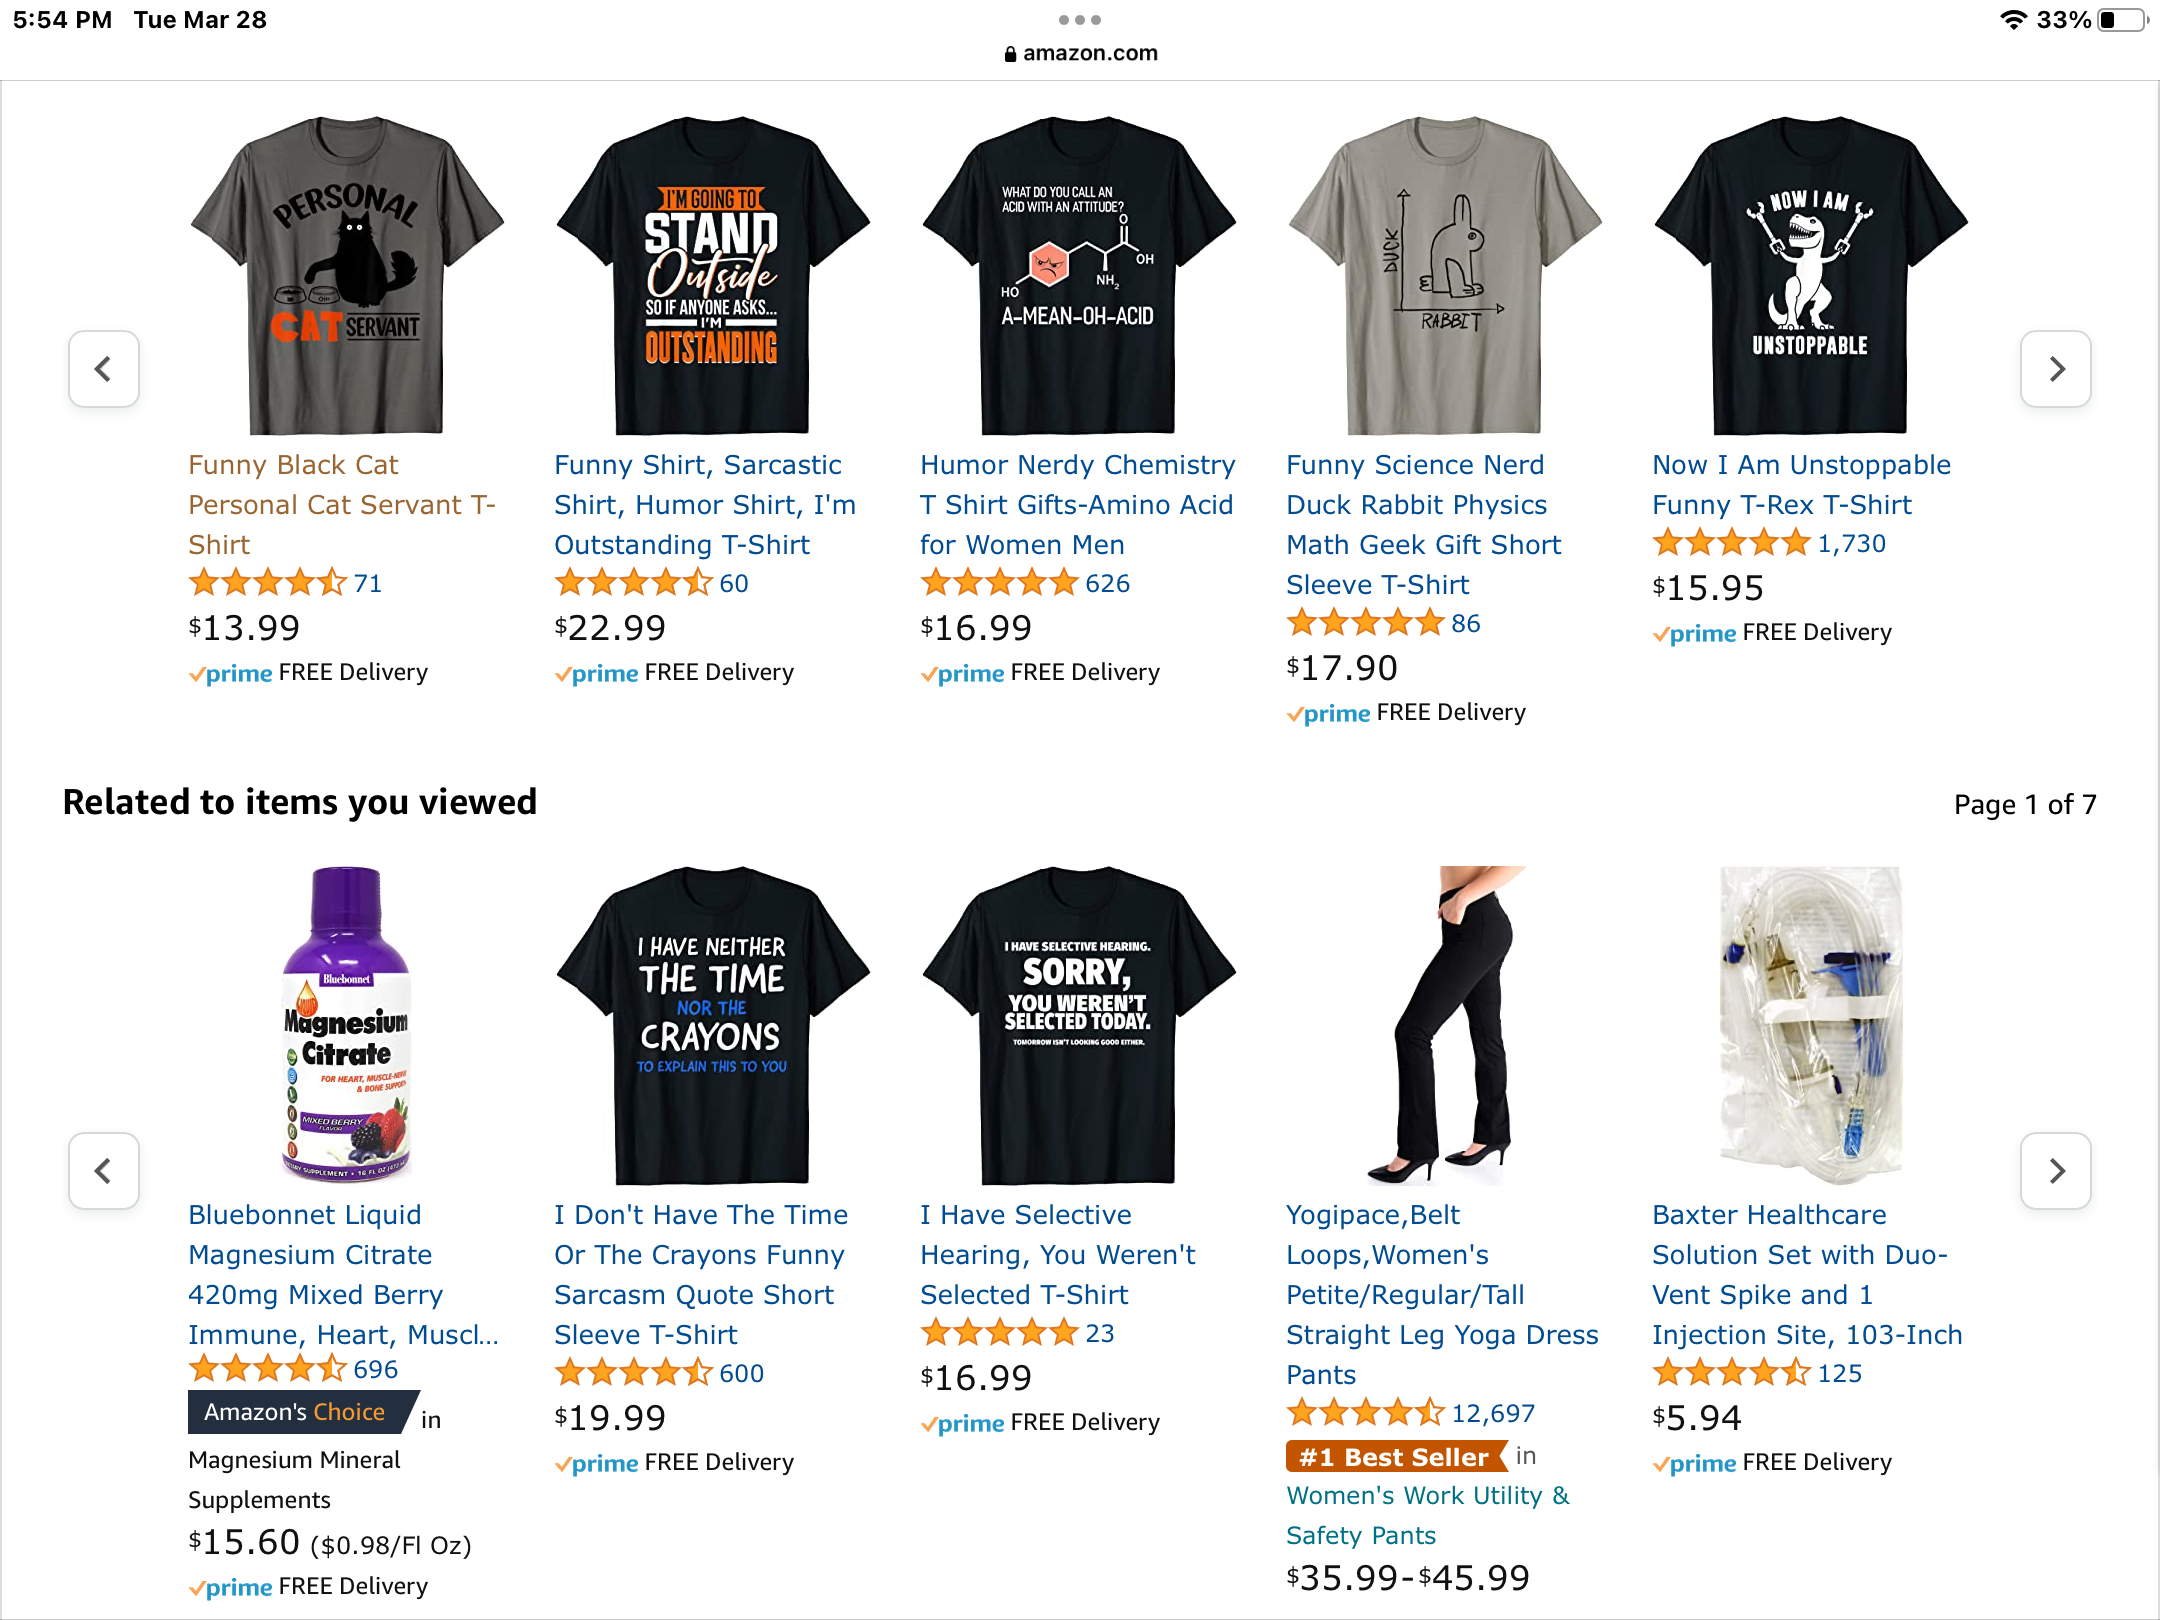 5:54 PM Tue Mar 28
33%
amazon.com
PERSONAL
CAT SERVANT
I'M GOING TO
STAND
Outside
SO IF ANYONE ASKS...
I'M
OUTSTANDING
WHAT DO YOU CALL AN
ACID WITH AN ATTITUDE?
O
OH
NH2
HO
A-MEAN-OH-ACID
DUCK
RABBIT
NOW I AM
UNSTOPPABLE
Funny Black Cat
Personal Cat Servant T-
Shirt
71
$13.99
prime FREE Delivery
Funny Shirt, Sarcastic
Shirt, Humor Shirt, I'm
Outstanding T-Shirt
60
$22.99
prime FREE Delivery
Humor Nerdy Chemistry
T Shirt Gifts-Amino Acid
for Women Men
626
$16.99
prime FREE Delivery
Funny Science Nerd
Duck Rabbit Physics
Math Geek Gift Short
Sleeve T-Shirt
86
$17.90
prime FREE Delivery
Now I Am Unstoppable
Funny T-Rex T-Shirt
1,730
$15.95
prime FREE Delivery
Related to items you viewed
Page 1 of 7
Bluebonnet
LIQUID
Magnesium
Citrate
FOR HEART, MUSCLE-NERVE
& BONE SUPPORT
MIXED BERRY
FLAVOR
I HAVE NEITHER
THE TIME
NOR THE
CRAYONS
TO EXPLAIN THIS TO YOU
I HAVE SELECTIVE HEARING.
SORRY,
YOU WEREN'T
SELECTED TODAY.
TOMORROW ISN'T LOOKING GOOD EITHER.
Bluebonnet Liquid
Magnesium Citrate
420mg Mixed Berry
Immune, Heart, Muscl...
696
Amazon's Choice in
Magnesium Mineral
Supplements
$15.60 ($0.98/Fl Oz)
prime FREE Delivery
I Don't Have The Time
Or The Crayons Funny
Sarcasm Quote Short
Sleeve T-Shirt
600
$19.99
prime FREE Delivery
I Have Selective
Hearing, You Weren't
Selected T-Shirt
23
$16.99
prime FREE Delivery
Yogipace,Belt
Loops,Women's
Petite/Regular/Tall
Straight Leg Yoga Dress
Pants
12,697
#1 Best Seller in
Women's Work Utility &
Safety Pants
$35.99-$45.99
Baxter Healthcare
Solution Set with Duo-
Vent Spike and 1
Injection Site, 103-Inch
125
$5.94
prime FREE Delivery